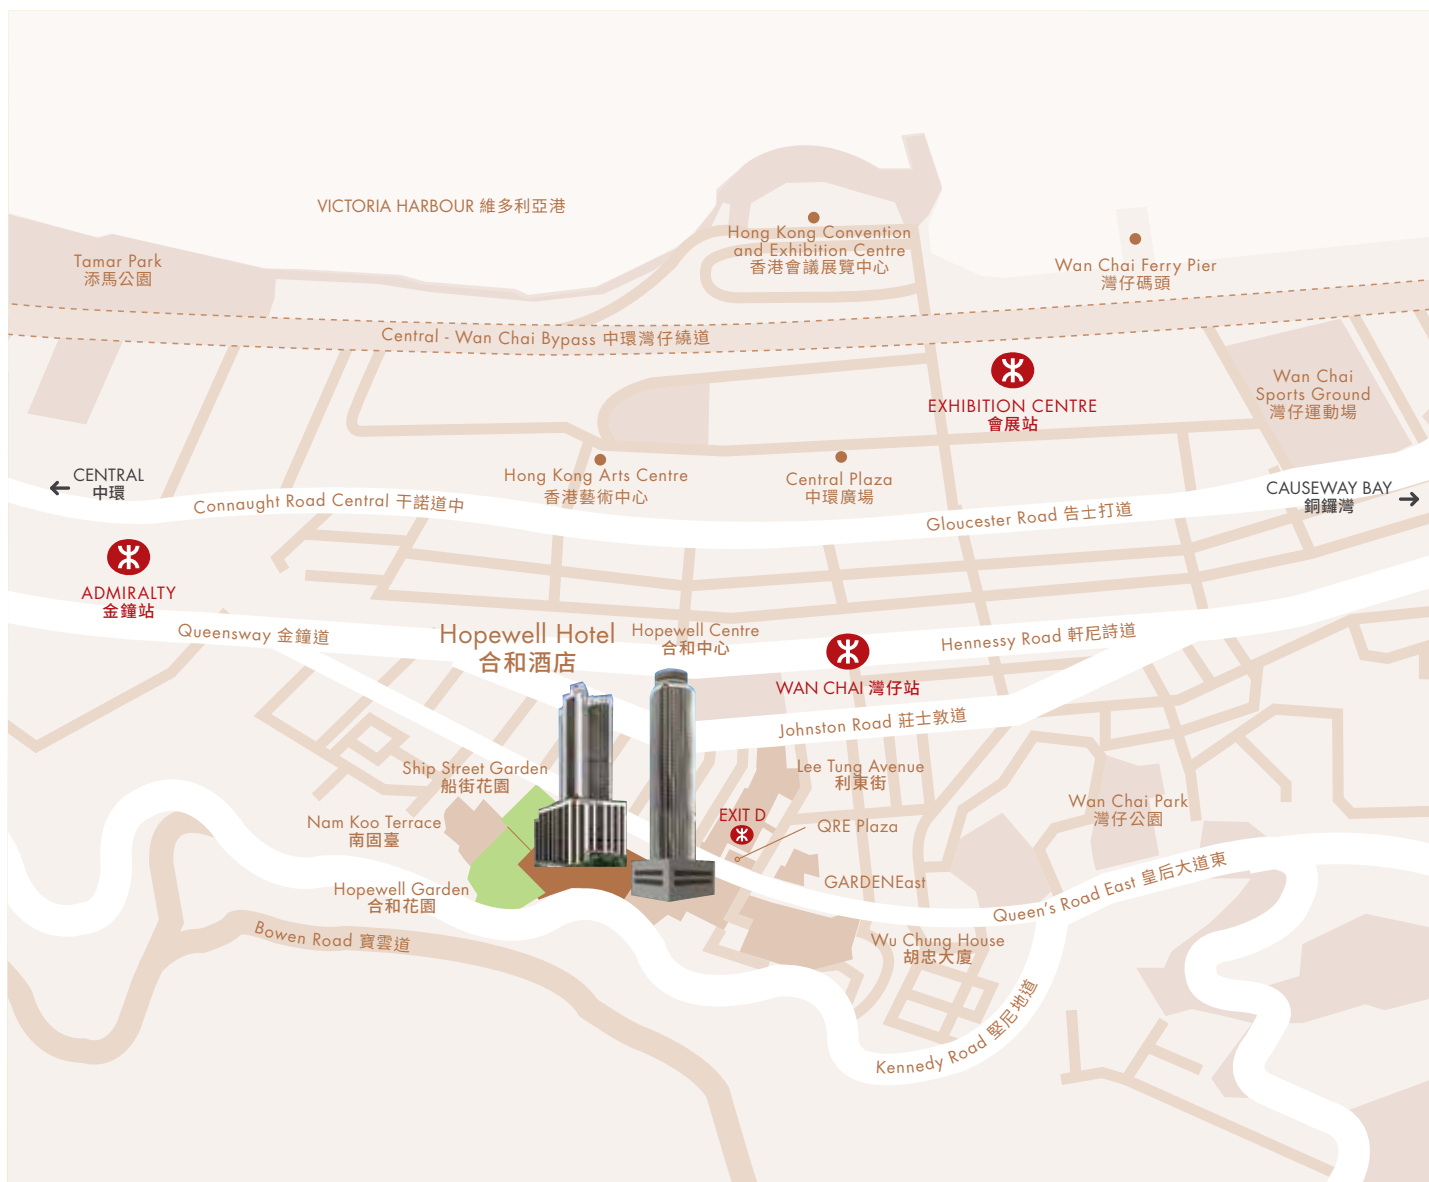 VICTORIA HARBOUR 維多利亞港
Hong Kong Convention
and Exhibition Centre
香港會議展覽中心
Tamar Park
添馬公園
Wan Chai Ferry Pier
灣仔碼頭
Central - Wan Chai Bypass 中環灣仔繞道
Wan Chai
Sports Ground
灣仔運動場
EXHIBITION CENTRE
會展站
CENTRAL
中環
Hong Kong Arts Centre
香港藝術中心
Central Plaza
中環廣場
CAUSEWAY BAY
銅鑼灣
Connaught Road Central 干諾道中
Gloucester Road 告士打道
ADMIRALTY
金鐘站
Queensway 金鐘道
Hopewell Hotel
合和酒店
Hopewell Centre
合和中心
Hennessy Road 軒尼詩道
WAN CHAI 灣仔站
Johnston Road 莊士敦道
Ship Street Garden
船街花園
Lee Tung Avenue
利東街
Wan Chai Park
灣仔公園
Nam Koo Terrace
南固臺
EXIT D
QRE Plaza
Hopewell Garden
合和花園
GARDENEast
Queen's Road East 皇后大道東
Bowen Road 寶雲道
Wu Chung House
胡忠大廈
Kennedy Road 堅尼地道